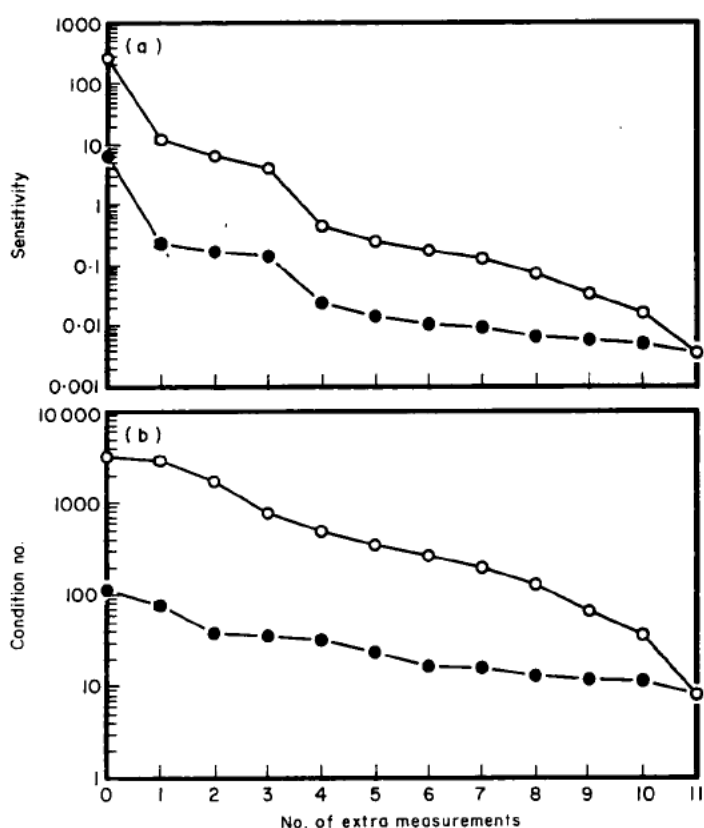 1000
(a)
100
10
1
0·1
0·01
0·001
Sensitivity
10 000
(b)
1000
100
10
1
Condition no.
0 1 2 3 4 5 6 7 8 9 10 11
No. of extra measurements